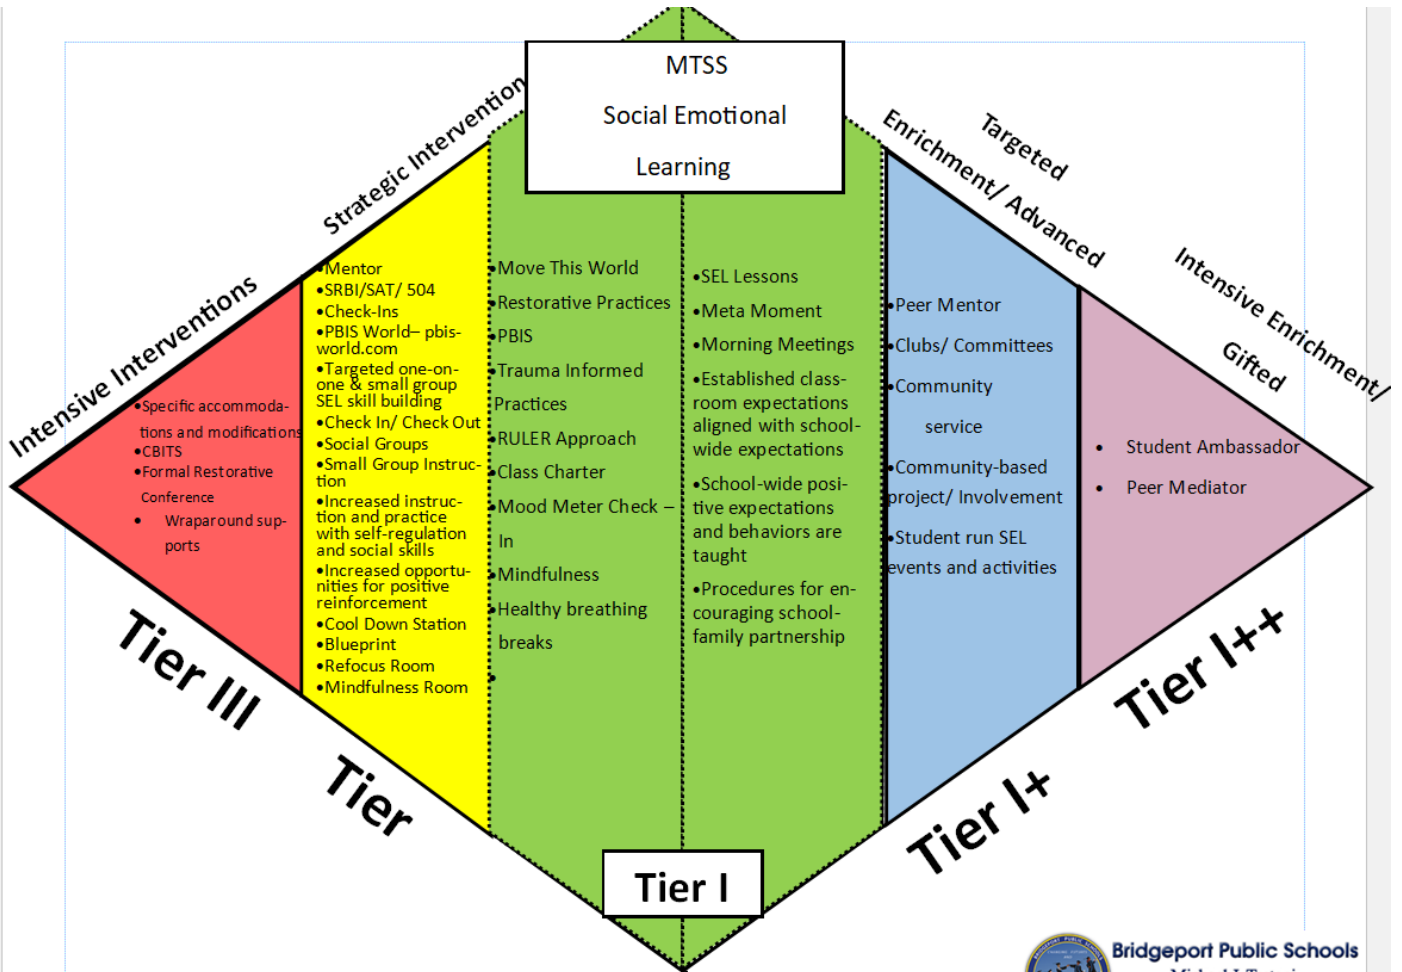 MTSS
Social Emotional
Learning
Intensive Interventions
Strategic Intervention
Targeted
Enrichment/ Advanced
Intensive Enrichment/
Gifted
•Specific accommoda-
tions and modifications
•CBITS
•Formal Restorative
Conference
• Wraparound sup-
ports
•Mentor
•SRBI/SAT/ 504
•Check-Ins
•PBIS World– pbis-
world.com
•Targeted one-on-
one & small group
SEL skill building
•Check In/ Check Out
•Social Groups
•Small Group Instruc-
tion
•Increased instruc-
tion and practice
with self-regulation
and social skills
•Increased opportu-
nities for positive
reinforcement
•Cool Down Station
•Blueprint
•Refocus Room
•Mindfulness Room
•Move This World
•Restorative Practices
•PBIS
•Trauma Informed
Practices
•RULER Approach
•Class Charter
•Mood Meter Check –
In
•Mindfulness
•Healthy breathing
breaks
•
•SEL Lessons
•Meta Moment
•Morning Meetings
•Established class-
room expectations
aligned with school-
wide expectations
•School-wide posi-
tive expectations
and behaviors are
taught
•Procedures for en-
couraging school-
family partnership
•Peer Mentor
•Clubs/ Committees
•Community
service
•Community-based
project/ Involvement
•Student run SEL
events and activities
• Student Ambassador
• Peer Mediator
Tier III
Tier
Tier I
Tier I+
Tier I++
Bridgeport Public Schools